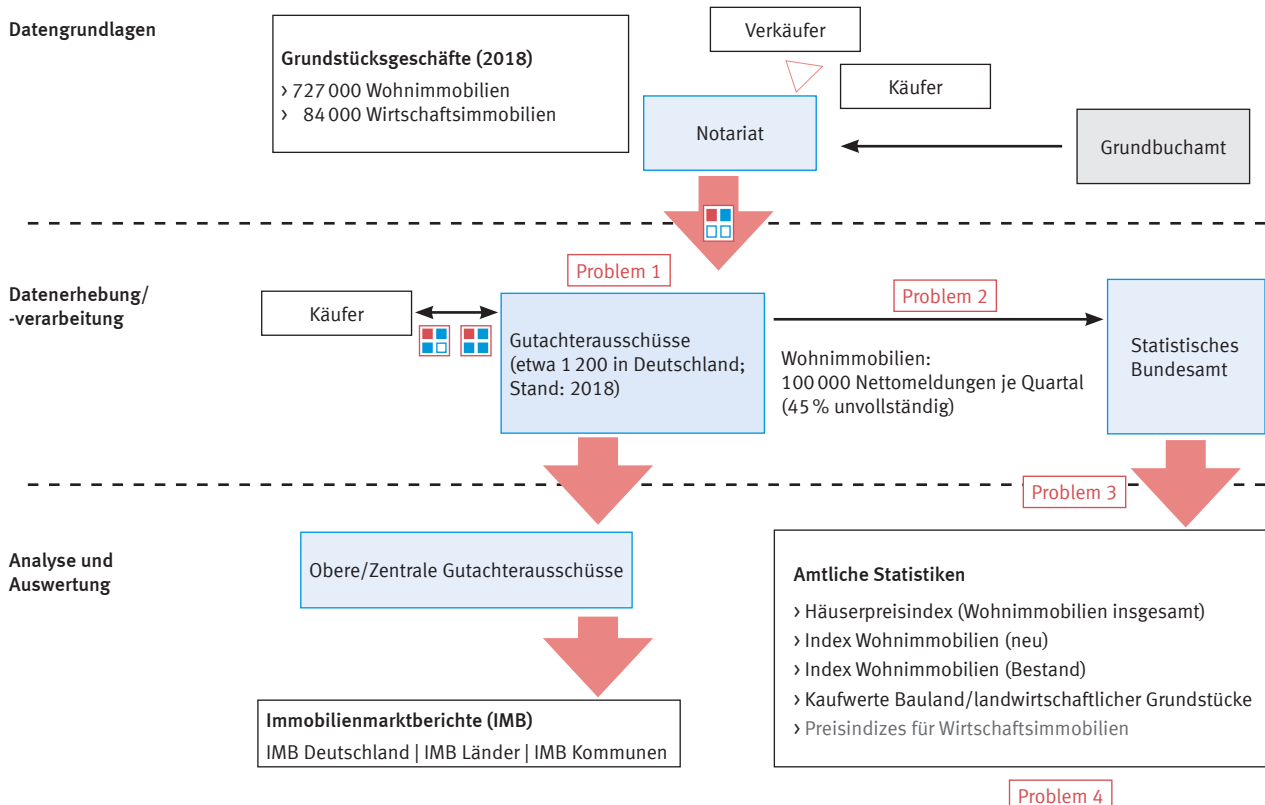 Datengrundlagen
Grundstücksgeschäfte (2018)
› 727 000 Wohnimmobilien
› 84 000 Wirtschaftsimmobilien
Verkäufer
Käufer
Notariat
Grundbuchamt
Datenerhebung/
-verarbeitung
Käufer
Problem 1
Gutachterausschüsse
(etwa 1 200 in Deutschland;
Stand: 2018)
Problem 2
Wohnimmobilien:
100 000 Nettomeldungen je Quartal
(45 % unvollständig)
Statistisches
Bundesamt
Problem 3
Analyse und
Auswertung
Obere/Zentrale Gutachterausschüsse
Immobilienmarktberichte (IMB)
IMB Deutschland | IMB Länder | IMB Kommunen
Amtliche Statistiken
› Häuserpreisindex (Wohnimmobilien insgesamt)
› Index Wohnimmobilien (neu)
› Index Wohnimmobilien (Bestand)
› Kaufwerte Bauland/landwirtschaftlicher Grundstücke
› Preisindizes für Wirtschaftsimmobilien
Problem 4